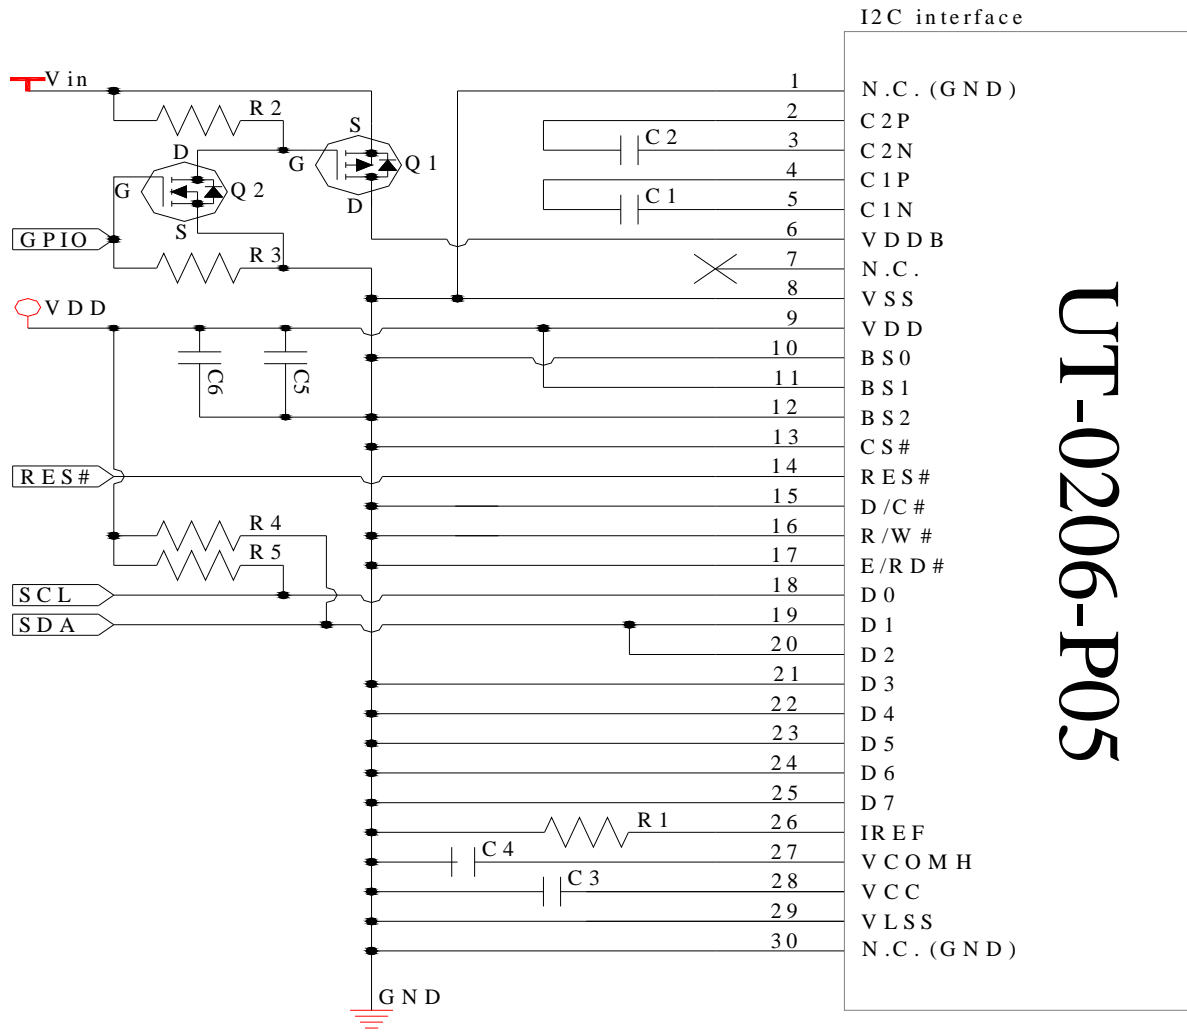 I2C interface
Vin
R2
S
G
Q1
D
D
G
Q2
S
GPIO
R3
VDD
C6
C5
RES#
R4
R5
SCL
SDA
C2
C1
R1
C4
C3
GND
1 N.C.(GND)
2 C2P
3 C2N
4 C1P
5 C1N
6 VDDB
7 N.C.
8 VSS
9 VDD
10 BS0
11 BS1
12 BS2
13 CS#
14 RES#
15 D/C#
16 R/W#
17 E/RD#
18 D0
19 D1
20 D2
21 D3
22 D4
23 D5
24 D6
25 D7
26 IREF
27 VCOMH
28 VCC
29 VLSS
30 N.C.(GND)
UT-0206-P05